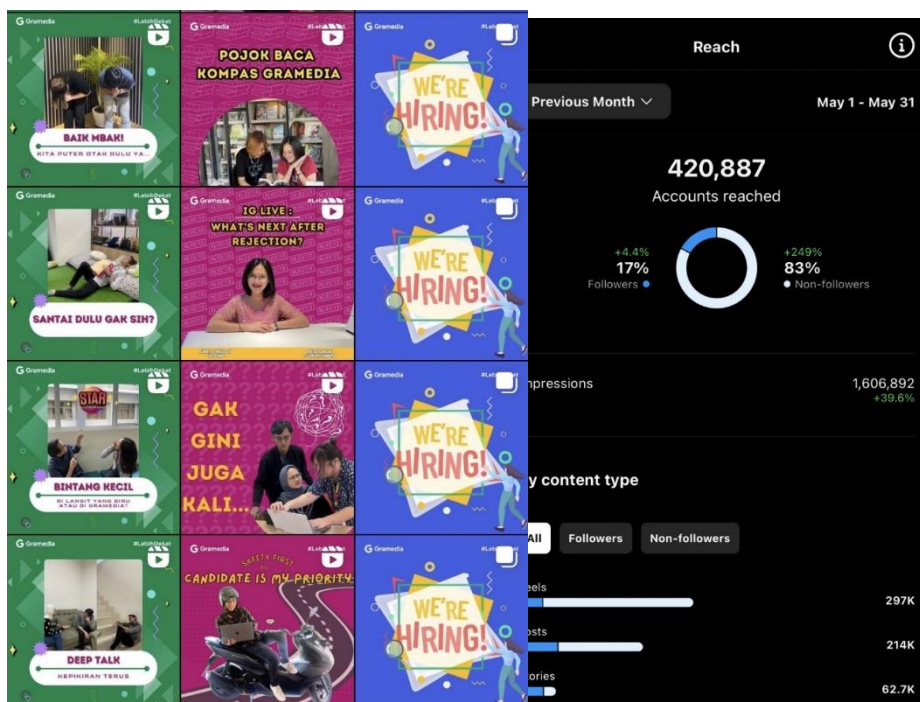 Gramedia
#LebihDekat
BAIK MBAK!
KITA PUTER OTAK DULU YA...
Gramedia
POJOK BACA
KOMPAS GRAMEDIA
Gramedia
WE'RE
HIRING!
Gramedia
#LebihDekat
SANTAI DULU GAK SIH?
Gramedia
IG LIVE :
WHAT'S NEXT AFTER
REJECTION?
Gramedia
WE'RE
HIRING!
Gramedia
#LebihDekat
STAR
BINTANG KECIL
DI LANGIT YANG BIRU
ATAU DI GRAMEDIA?
Gramedia
GAK
GINI
JUGA
KALI...
Gramedia
WE'RE
HIRING!
Gramedia
#LebihDekat
DEEP TALK
KEPIKIRAN TERUS
Gramedia
SAFETY FIRST
CANDIDATE IS MY PRIORITY
Gramedia
WE'RE
HIRING!
Reach
Previous Month
May 1 - May 31
420,887
Accounts reached
+4.4%
17%
Followers
+249%
83%
Non-followers
mpressions
1,606,892
+39.6%
y content type
All
Followers
Non-followers
eels
297K
osts
214K
ories
62.7K